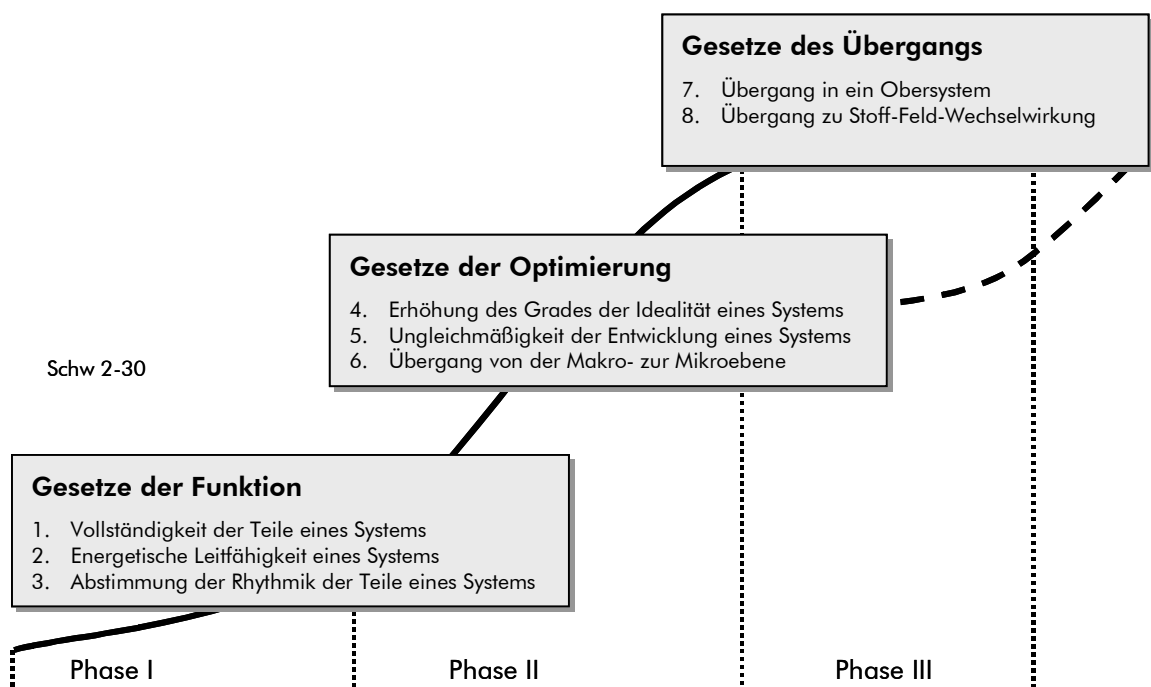 Gesetze des Übergangs
7. Übergang in ein Obersystem
8. Übergang zu Stoff-Feld-Wechselwirkung
Gesetze der Optimierung
4. Erhöhung des Grades der Idealität eines Systems
5. Ungleichmäßigkeit der Entwicklung eines Systems
6. Übergang von der Makro- zur Mikroebene
Schw 2-30
Gesetze der Funktion
1. Vollständigkeit der Teile eines Systems
2. Energetische Leitfähigkeit eines Systems
3. Abstimmung der Rhythmik der Teile eines Systems
Phase I Phase II Phase III